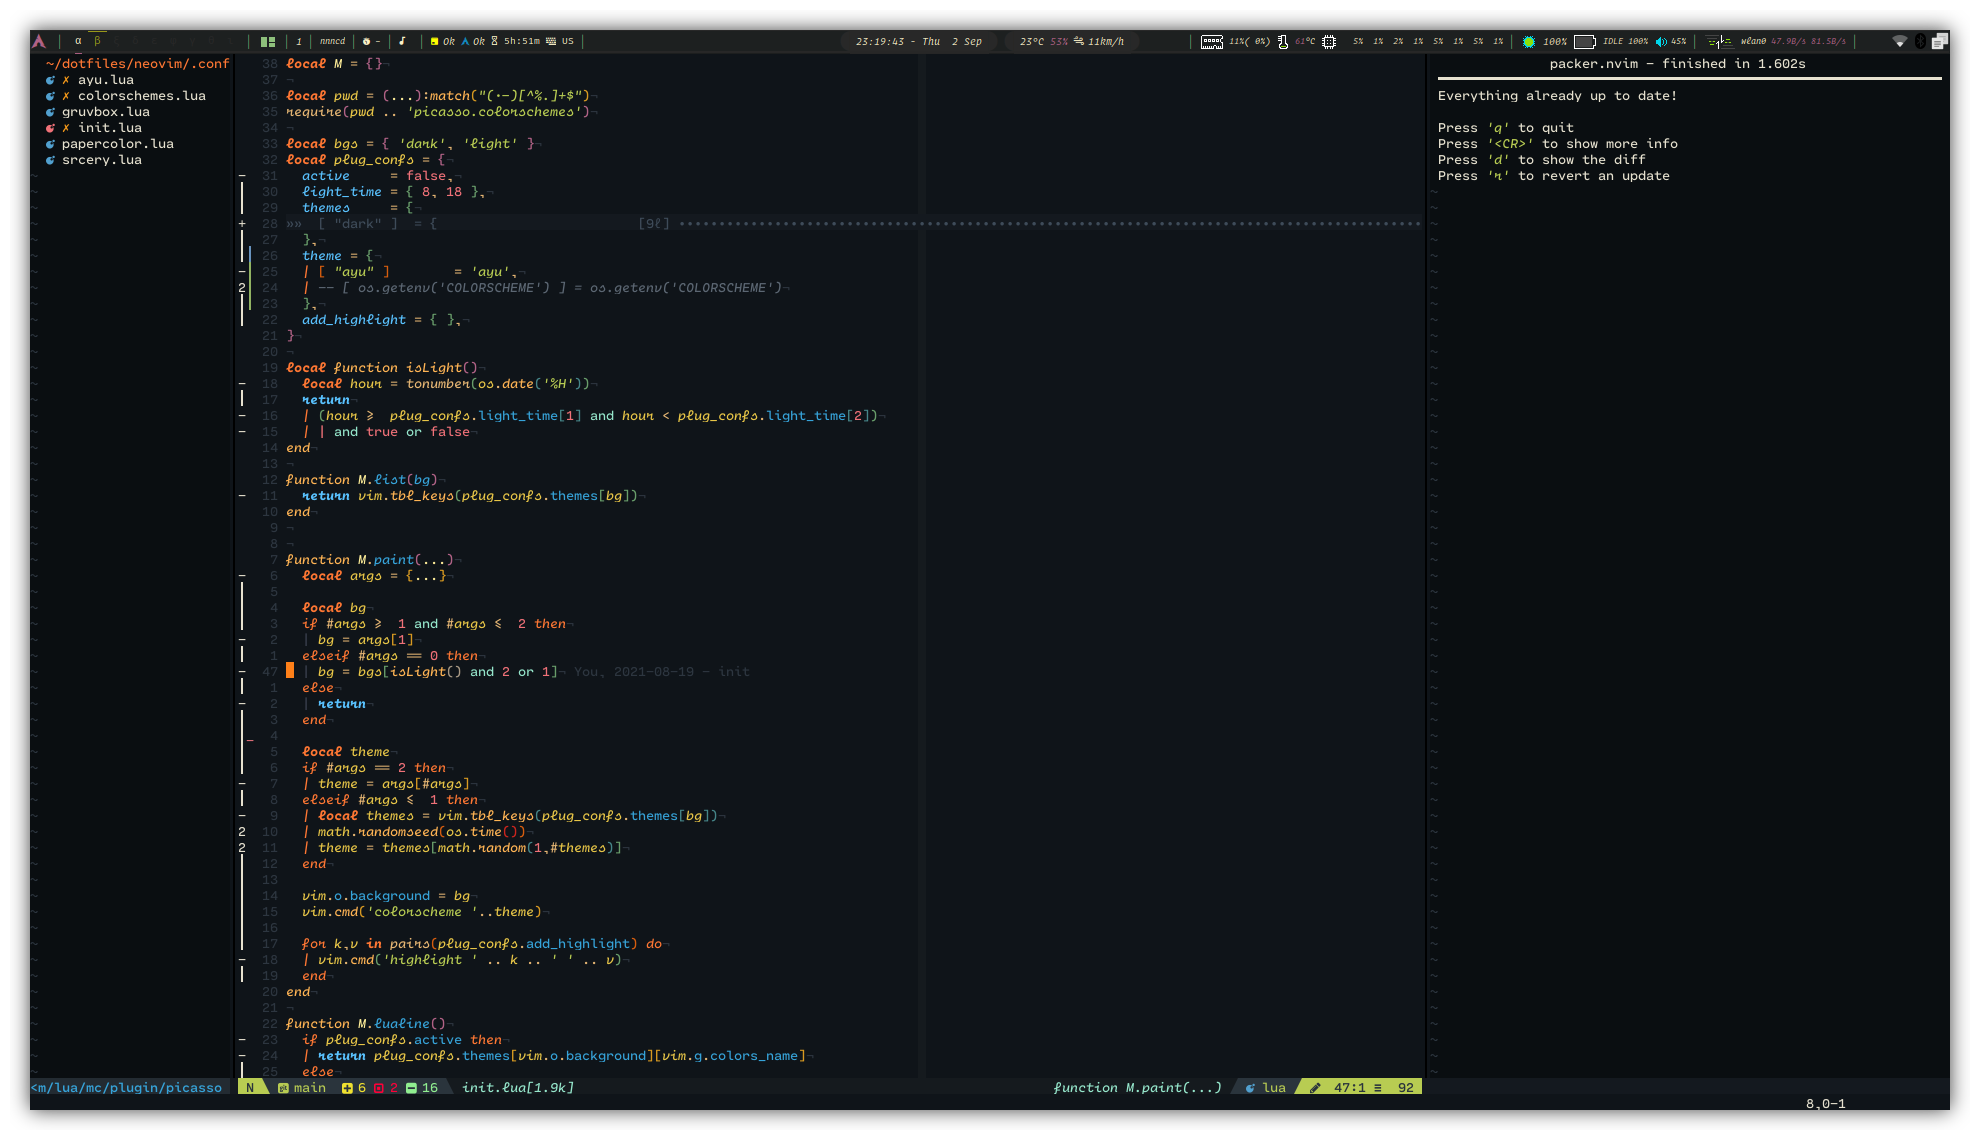 α β 1 nnncd - Ok Ok 5h:51m US 23:19:43 - Thu 2 Sep 23°C 53% 11km/h 11%( 0%) 61°C 5% 1% 2% 1% 5% 1% 5% 1% 100% IDLE 100% 45% wlan0 47.9B/s 81.5B/s
~/dotfiles/neovim/.conf
✗ ayu.lua
✗ colorschemes.lua
gruvbox.lua
✗ init.lua
papercolor.lua
srcery.lua
38 local M = {}¬
37 ¬
36 local pwd = (...):match("(.-)[^%.]+$")¬
35 require(pwd .. 'picasso.colorschemes')¬
34 ¬
33 local bgs = { 'dark', 'light' }¬
32 local plug_confs = {¬
- 31 active = false,¬
30 light_time = { 8, 18 },¬
29 themes = {¬
+ 28 »» [ "dark" ] = { [9ℓ]
27 },¬
26 theme = {¬
- 25 | [ "ayu" ] = 'ayu',¬
2 24 | -- [ os.getenv('COLORSCHEME') ] = os.getenv('COLORSCHEME')¬
23 },¬
22 add_highlight = { },¬
21 }¬
20 ¬
19 local function isLight()¬
- 18 local hour = tonumber(os.date('%H'))¬
17 return¬
- 16 | (hour >= plug_confs.light_time[1] and hour < plug_confs.light_time[2])¬
- 15 | | and true or false¬
14 end¬
13 ¬
12 function M.list(bg)¬
- 11 return vim.tbl_keys(plug_confs.themes[bg])¬
10 end¬
9 ¬
8 ¬
7 function M.paint(...)¬
- 6 local args = {...}¬
5
4 local bg¬
3 if #args >= 1 and #args <= 2 then¬
- 2 | bg = args[1]¬
1 elseif #args == 0 then¬
- 47 | bg = bgs[isLight() and 2 or 1]¬ You, 2021-08-19 - init
1 else¬
- 2 | return¬
3 end¬
4
5 local theme¬
6 if #args == 2 then¬
- 7 | theme = args[#args]¬
8 elseif #args <= 1 then¬
- 9 | local themes = vim.tbl_keys(plug_confs.themes[bg])¬
2 10 | math.randomseed(os.time())¬
2 11 | theme = themes[math.random(1,#themes)]¬
12 end¬
13
14 vim.o.background = bg¬
15 vim.cmd('colorscheme '..theme)¬
16
17 for k,v in pairs(plug_confs.add_highlight) do¬
- 18 | vim.cmd('highlight ' .. k .. ' ' .. v)¬
19 end¬
20 end¬
21 ¬
22 function M.lualine()¬
- 23 if plug_confs.active then¬
- 24 | return plug_confs.themes[vim.o.background][vim.g.colors_name]¬
25 else¬
packer.nvim - finished in 1.602s
Everything already up to date!
Press 'q' to quit
Press '<CR>' to show more info
Press 'd' to show the diff
Press 'r' to revert an update
<m/lua/mc/plugin/picasso N main 6 2 16 init.lua[1.9k] function M.paint(...) lua 47:1 ≡ 92
8,0-1